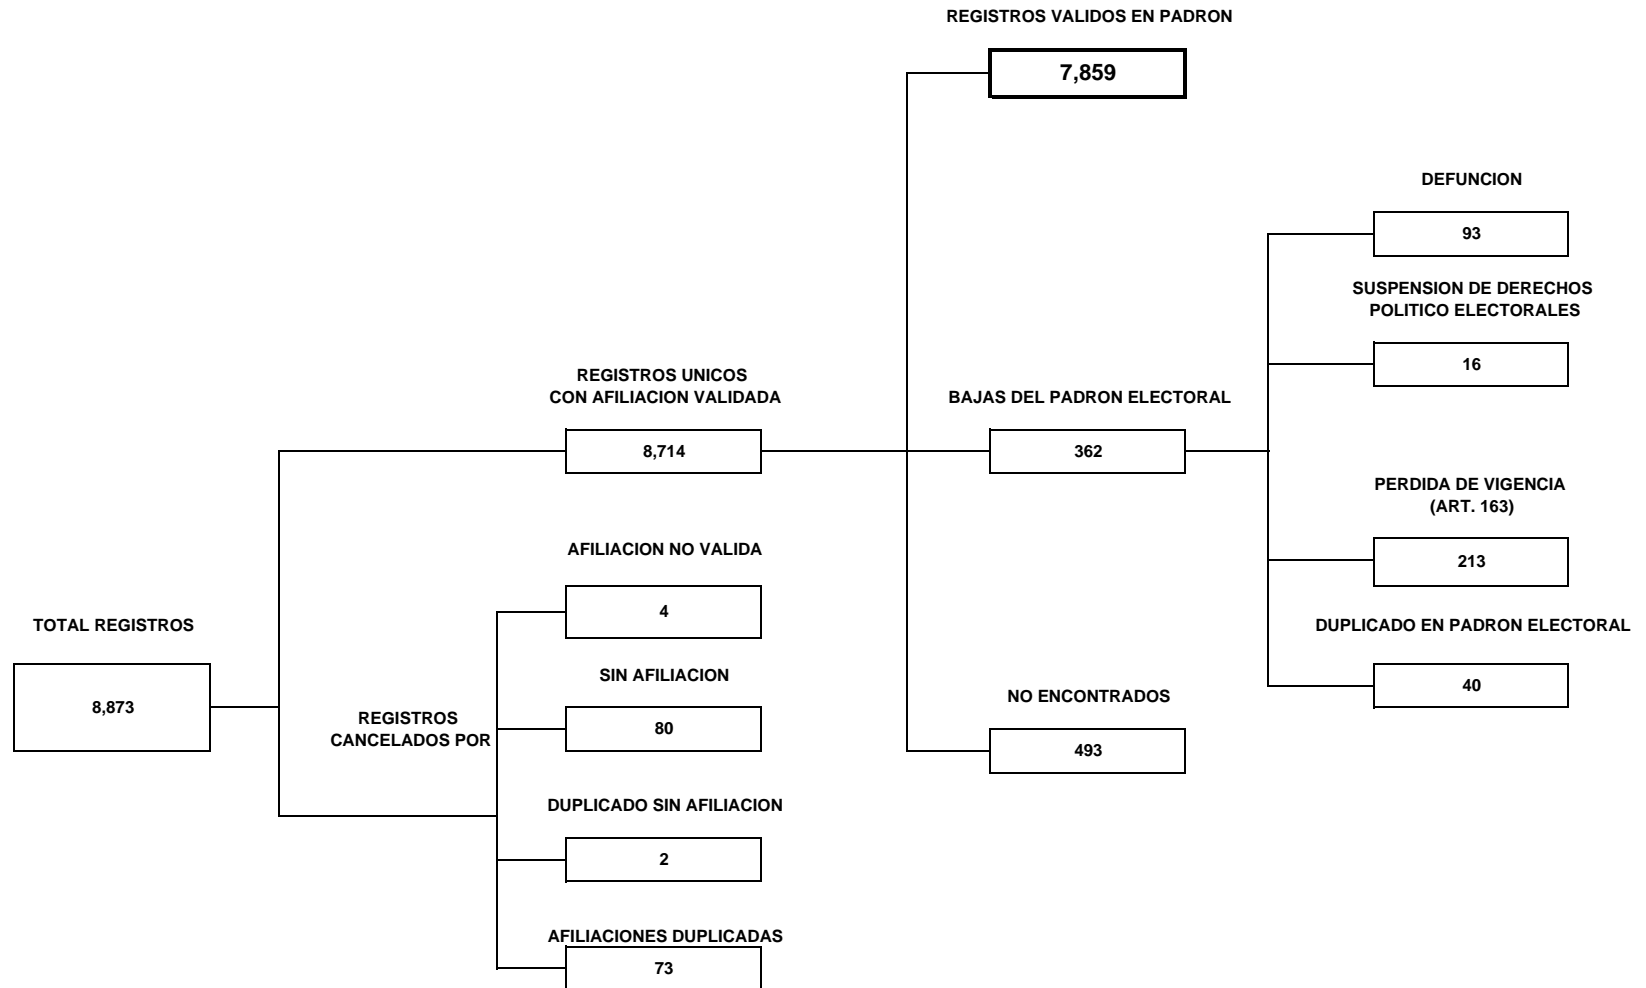 REGISTROS VALIDOS EN PADRON
7,859
DEFUNCION
93
SUSPENSION DE DERECHOS
POLITICO ELECTORALES
16
REGISTROS UNICOS
CON AFILIACION VALIDADA
8,714
BAJAS DEL PADRON ELECTORAL
362
PERDIDA DE VIGENCIA
(ART. 163)
213
AFILIACION NO VALIDA
4
TOTAL REGISTROS
8,873
DUPLICADO EN PADRON ELECTORAL
40
SIN AFILIACION
80
NO ENCONTRADOS
493
REGISTROS
CANCELADOS POR
DUPLICADO SIN AFILIACION
2
AFILIACIONES DUPLICADAS
73